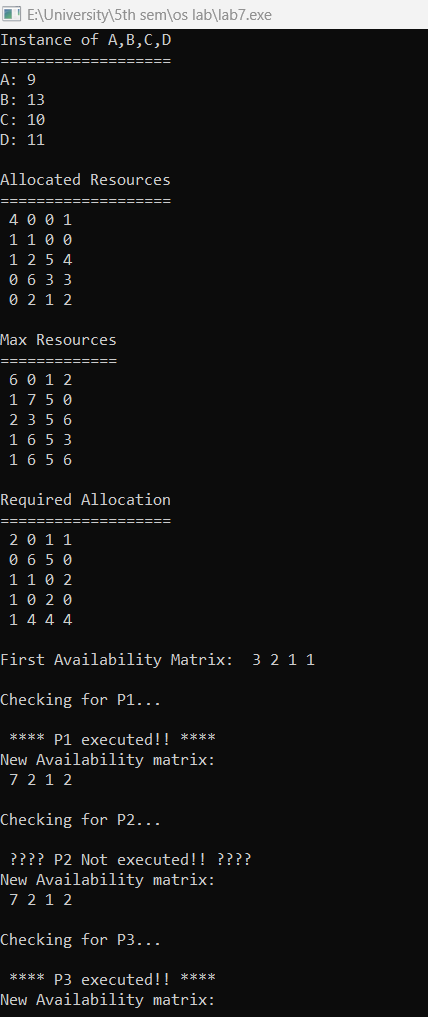 E:\University\5th sem\os lab\lab7.exe
Instance of A,B,C,D
===================
A: 9
B: 13
C: 10
D: 11
Allocated Resources
===================
4 0 0 1
1 1 0 0
1 2 5 4
0 6 3 3
0 2 1 2
Max Resources
=============
6 0 1 2
1 7 5 0
2 3 5 6
1 6 5 3
1 6 5 6
Required Allocation
===================
2 0 1 1
0 6 5 0
1 1 0 2
1 0 2 0
1 4 4 4
First Availability Matrix:  3 2 1 1
Checking for P1...
**** P1 executed!! ****
New Availability matrix:
7 2 1 2
Checking for P2...
???? P2 Not executed!! ????
New Availability matrix:
7 2 1 2
Checking for P3...
**** P3 executed!! ****
New Availability matrix: